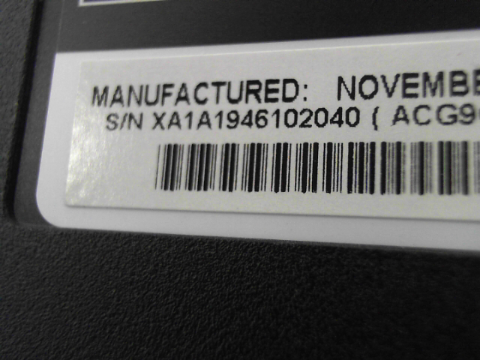 MANUFACTURED: NOVEMBE
S/N XA1A1946102040 ( ACG9